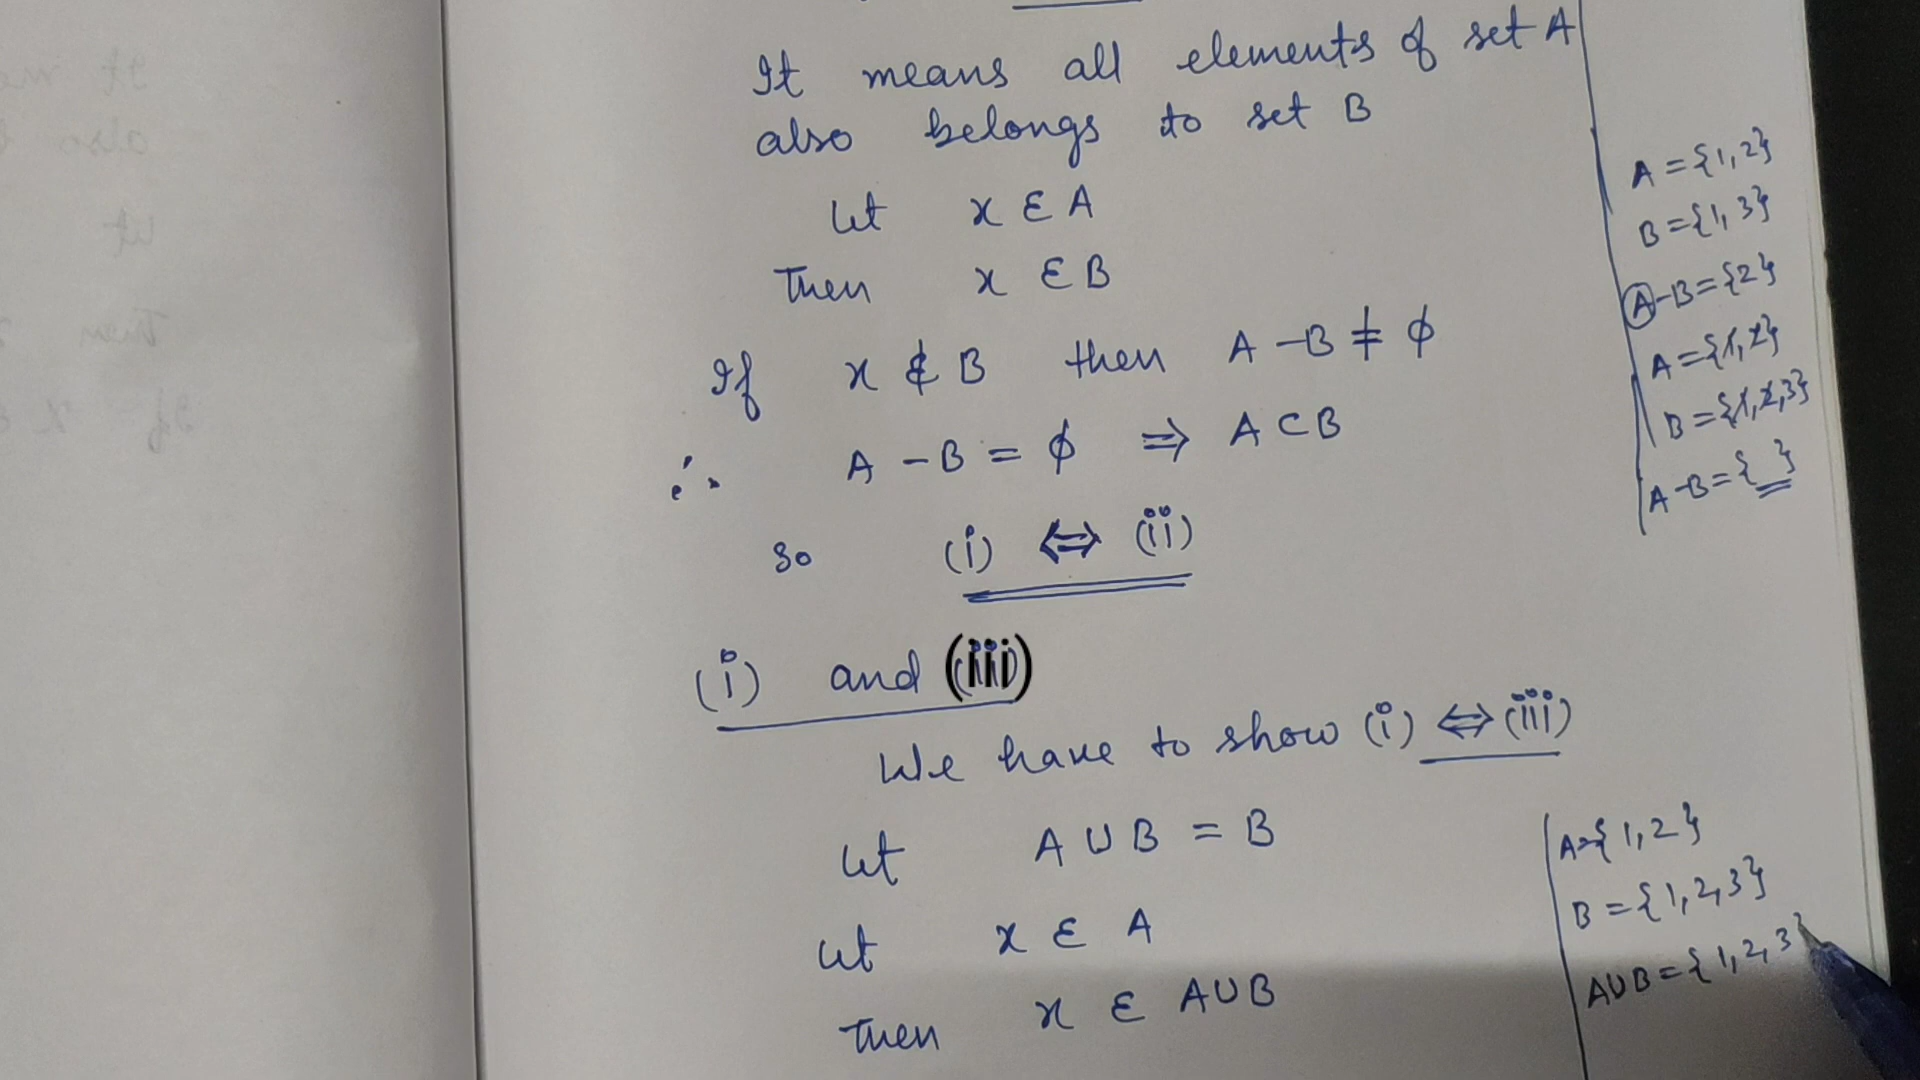 It means all elements of set A
also belongs to set B
Let x ∈ A
Then x ∈ B
If x ∉ B then A - B ≠ ϕ
∴ A - B = ϕ ⇒ A ⊂ B
So (i) ⇔ (ii)
(i) and (iii)
We have to show (i) ⇔ (iii)
Let A ∪ B = B
Let x ∈ A
Then x ∈ A∪B
A = {1,2}
B = {1,3}
A-B = {2}
A = {1,2}
B = {1,2,3}
A-B = { }
A={1,2}
B = {1,2,3}
A∪B = {1,2,3}